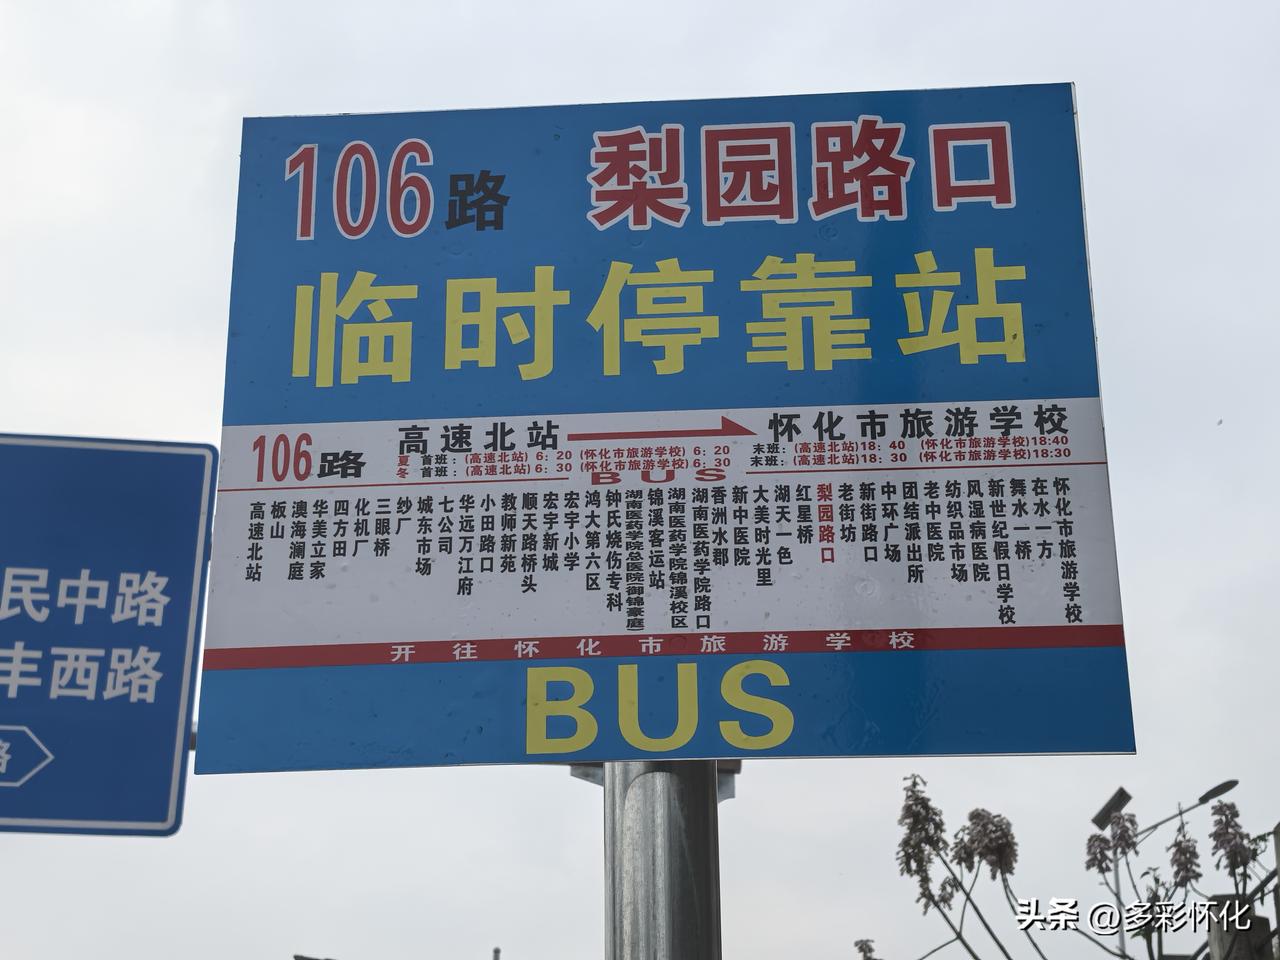 106路 梨园路口
临时停靠站
106路 高速北站 怀化市旅游学校
夏 首班：(高速北站) 6：20 (怀化市旅游学校) 6：20 末班：(高速北站)18：40 (怀化市旅游学校)18:40
冬 首班：(高速北站) 6：30 (怀化市旅游学校) 6：30 末班：(高速北站)18：30 (怀化市旅游学校)18:30
BUS
高速北站
板山
澳海澜庭
华美立家
四方田
化机厂
三眼桥
纱厂
城东市场
七公司
华远万江府
小田路口
教师新苑
顺天路桥头
宏宇新城
宏宇小学
鸿大第六区
钟氏烧伤专科
湖南医药学院总医院(御锦豪庭)
锦溪客运站
湖南医药学院锦溪校区
湖南医药学院路口
香洲水郡
新中医院
大美时光里
湖天一色
红星桥
梨园路口
老街坊
新街路口
中环广场
团结派出所
老中医院
纺织品市场
风湿病医院
新世纪假日学校
舞水一桥
在水一方
怀化市旅游学校
开往怀化市旅游学校
BUS
民中路
丰西路
路
头条 @多彩怀化